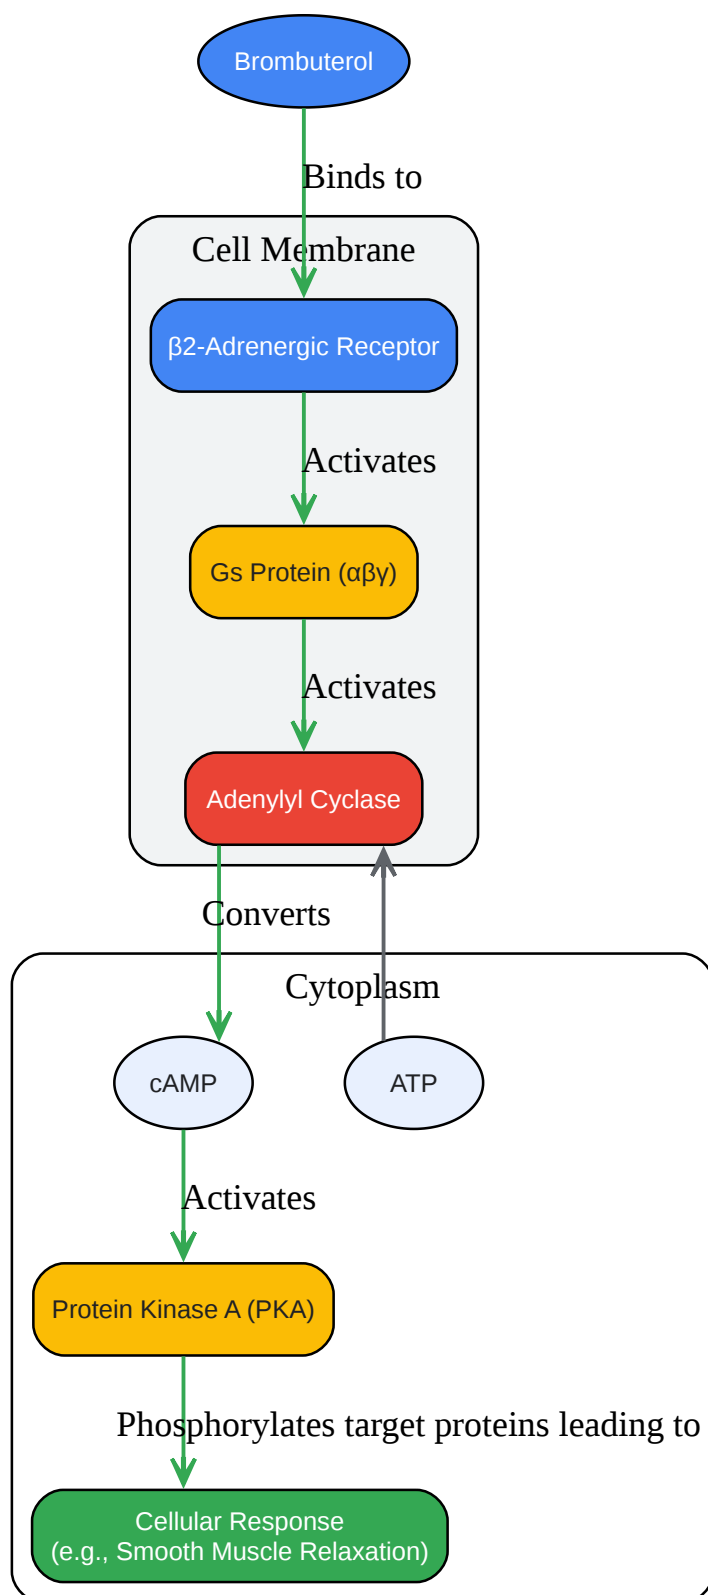 Brombuterol
Binds to
Cell Membrane
β2-Adrenergic Receptor
Activates
Gs Protein (αβγ)
Activates
Adenylyl Cyclase
Converts
Cytoplasm
cAMP
ATP
Activates
Protein Kinase A (PKA)
Phosphorylates target proteins leading to
Cellular Response
(e.g., Smooth Muscle Relaxation)